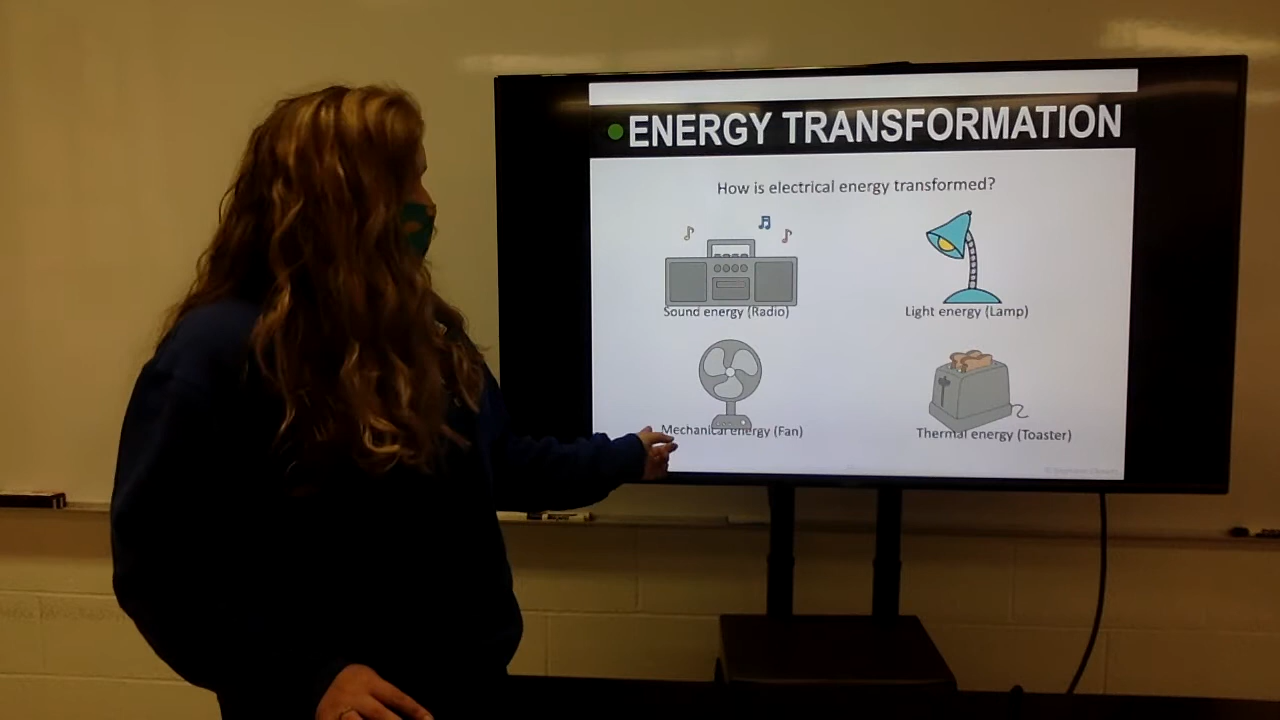 ENERGY TRANSFORMATION
How is electrical energy transformed?
Sound energy (Radio)
Light energy (Lamp)
Mechanical energy (Fan)
Thermal energy (Toaster)